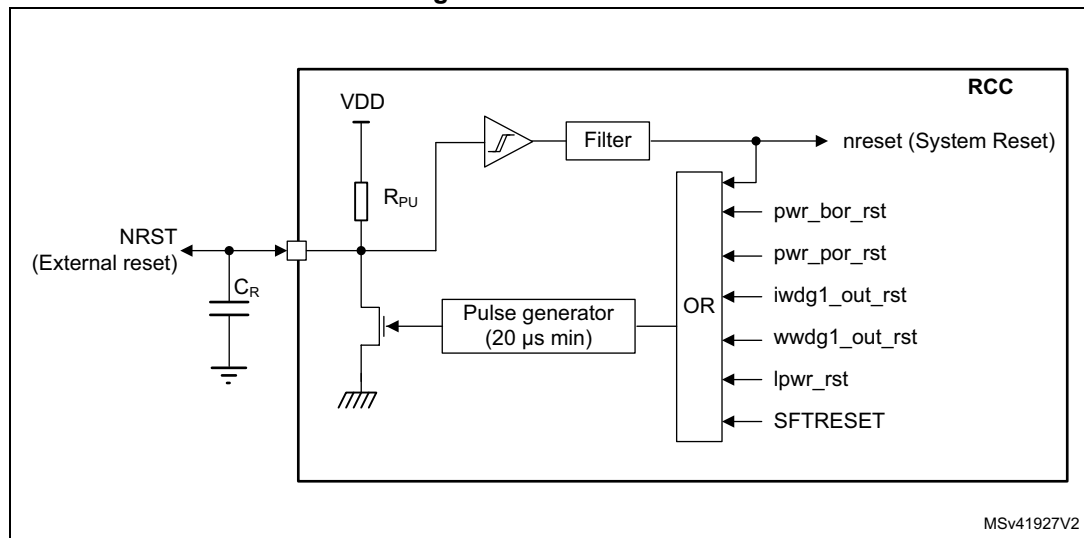 g
RCC
VDD
Filter
nreset (System Reset)
RPU
pwr_bor_rst
NRST
(External reset)
pwr_por_rst
CR
OR
iwdg1_out_rst
Pulse generator
(20 µs min)
wwdg1_out_rst
lpwr_rst
SFTRESET
MSv41927V2